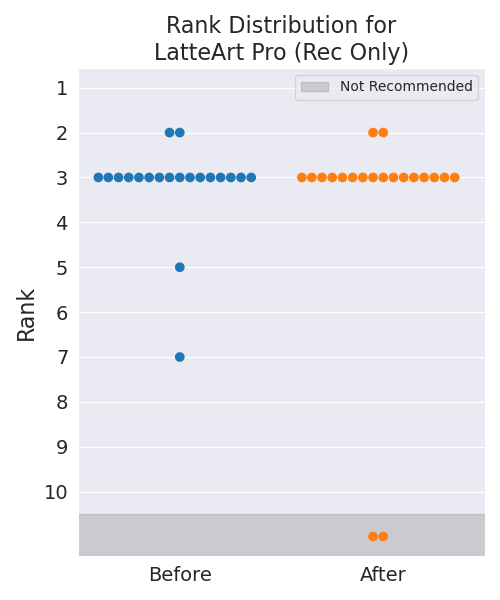 Rank Distribution for
LatteArt Pro (Rec Only)
Not Recommended
Rank
1
2
3
4
5
6
7
8
9
10
Before
After